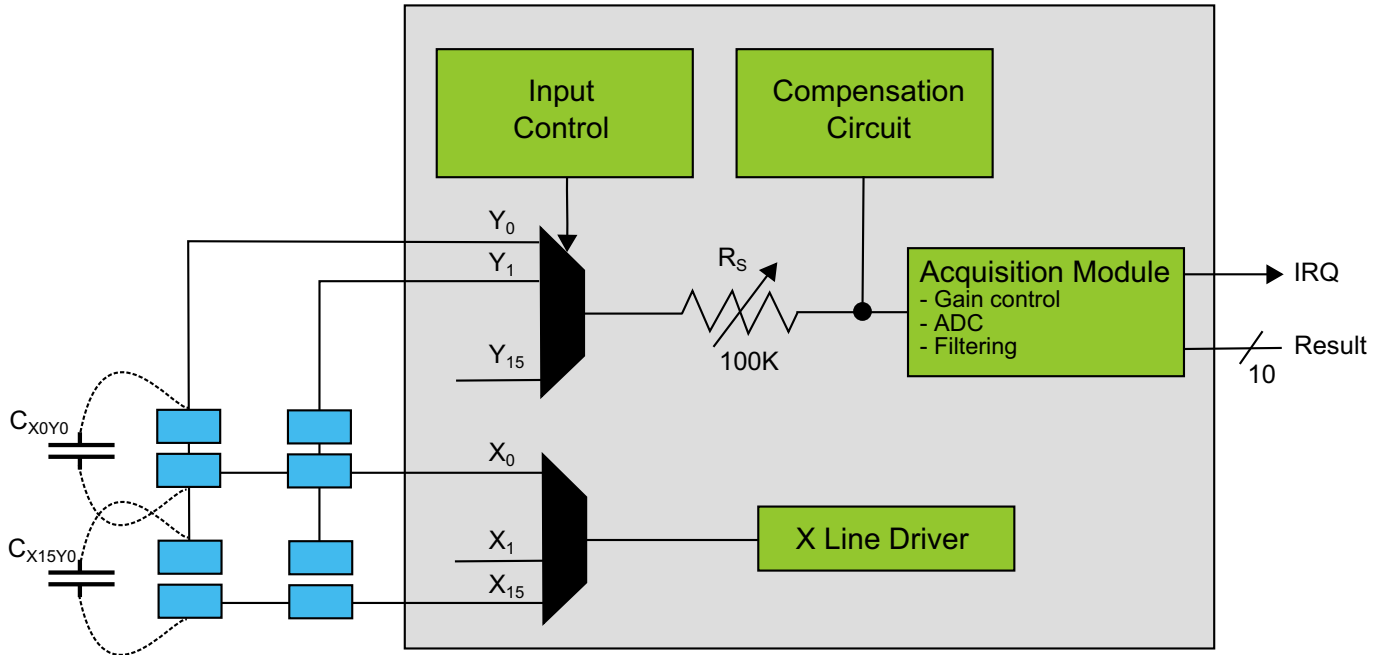 Input
Control
Compensation
Circuit
Y0
Y1
Y15
RS
100K
Acquisition Module
- Gain control
- ADC
- Filtering
IRQ
Result
10
CX0Y0
CX15Y0
X0
X1
X15
X Line Driver